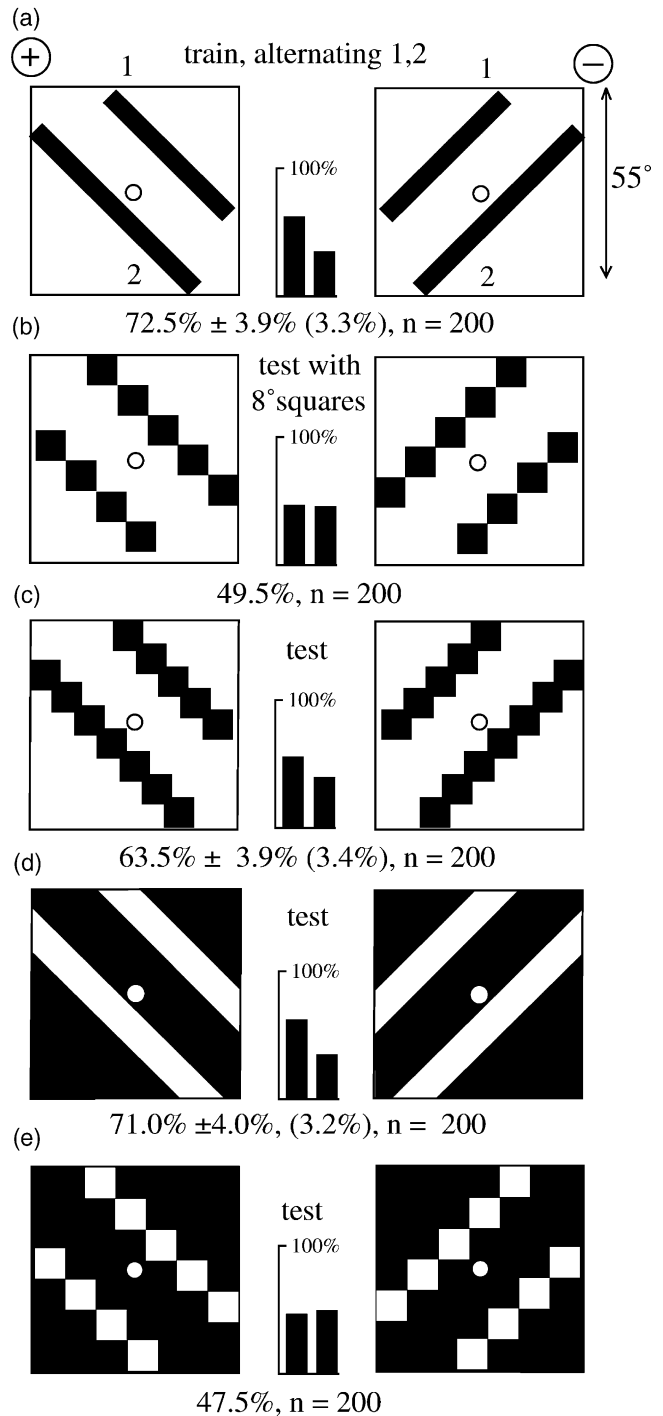 (a)
+ train, alternating 1,2 −
1 1
100%
55°
2 2
72.5% ± 3.9% (3.3%), n = 200
(b)
test with
8°squares
100%
49.5%, n = 200
(c)
test
100%
63.5% ± 3.9% (3.4%), n = 200
(d)
test
100%
71.0% ±4.0%, (3.2%), n = 200
(e)
test
100%
47.5%, n = 200